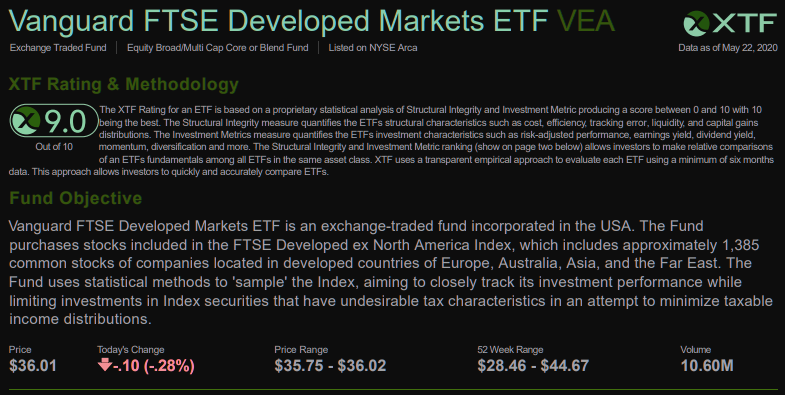 Vanguard FTSE Developed Markets ETF VEA
XTF
Exchange Traded Fund Equity Broad/Multi Cap Core or Blend Fund Listed on NYSE Arca
Data as of May 22, 2020
XTF Rating & Methodology
9.0
Out of 10
The XTF Rating for an ETF is based on a proprietary statistical analysis of Structural Integrity and Investment Metric producing a score between 0 and 10 with 10
being the best. The Structural Integrity measure quantifies the ETFs structural characteristics such as cost, efficiency, tracking error, liquidity, and capital gains
distributions. The Investment Metrics measure quantifies the ETFs investment characteristics such as risk-adjusted performance, earnings yield, dividend yield,
momentum, diversification and more. The Structural Integrity and Investment Metric ranking (show on page two below) allows investors to make relative comparisons
of an ETFs fundamentals among all ETFs in the same asset class. XTF uses a transparent empirical approach to evaluate each ETF using a minimum of six months
data. This approach allows investors to quickly and accurately compare ETFs.
Fund Objective
Vanguard FTSE Developed Markets ETF is an exchange-traded fund incorporated in the USA. The Fund
purchases stocks included in the FTSE Developed ex North America Index, which includes approximately 1,385
common stocks of companies located in developed countries of Europe, Australia, Asia, and the Far East. The
Fund uses statistical methods to 'sample' the Index, aiming to closely track its investment performance while
limiting investments in Index securities that have undesirable tax characteristics in an attempt to minimize taxable
income distributions.
Price Today's Change Price Range 52 Week Range Volume
$36.01 -.10 (-.28%) $35.75 - $36.02 $28.46 - $44.67 10.60M